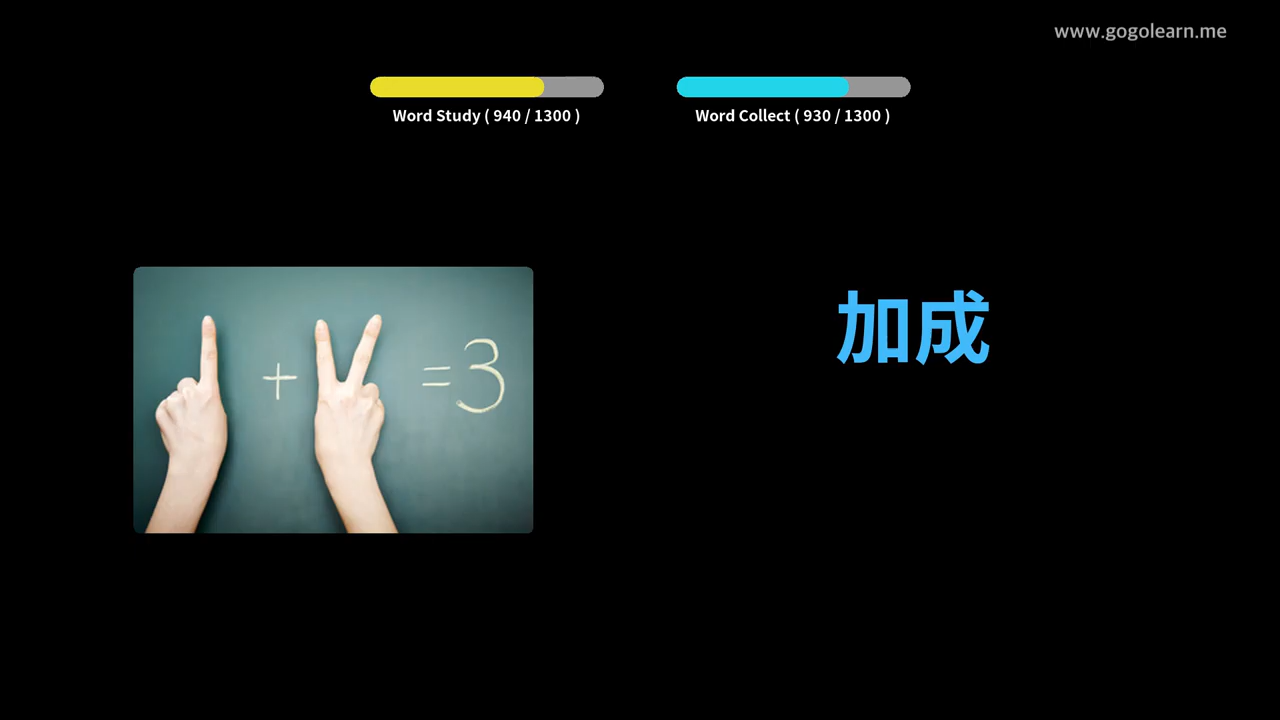 www.gogolearn.me
Word Study ( 940 / 1300 )
Word Collect ( 930 / 1300 )
+ = 3
加成